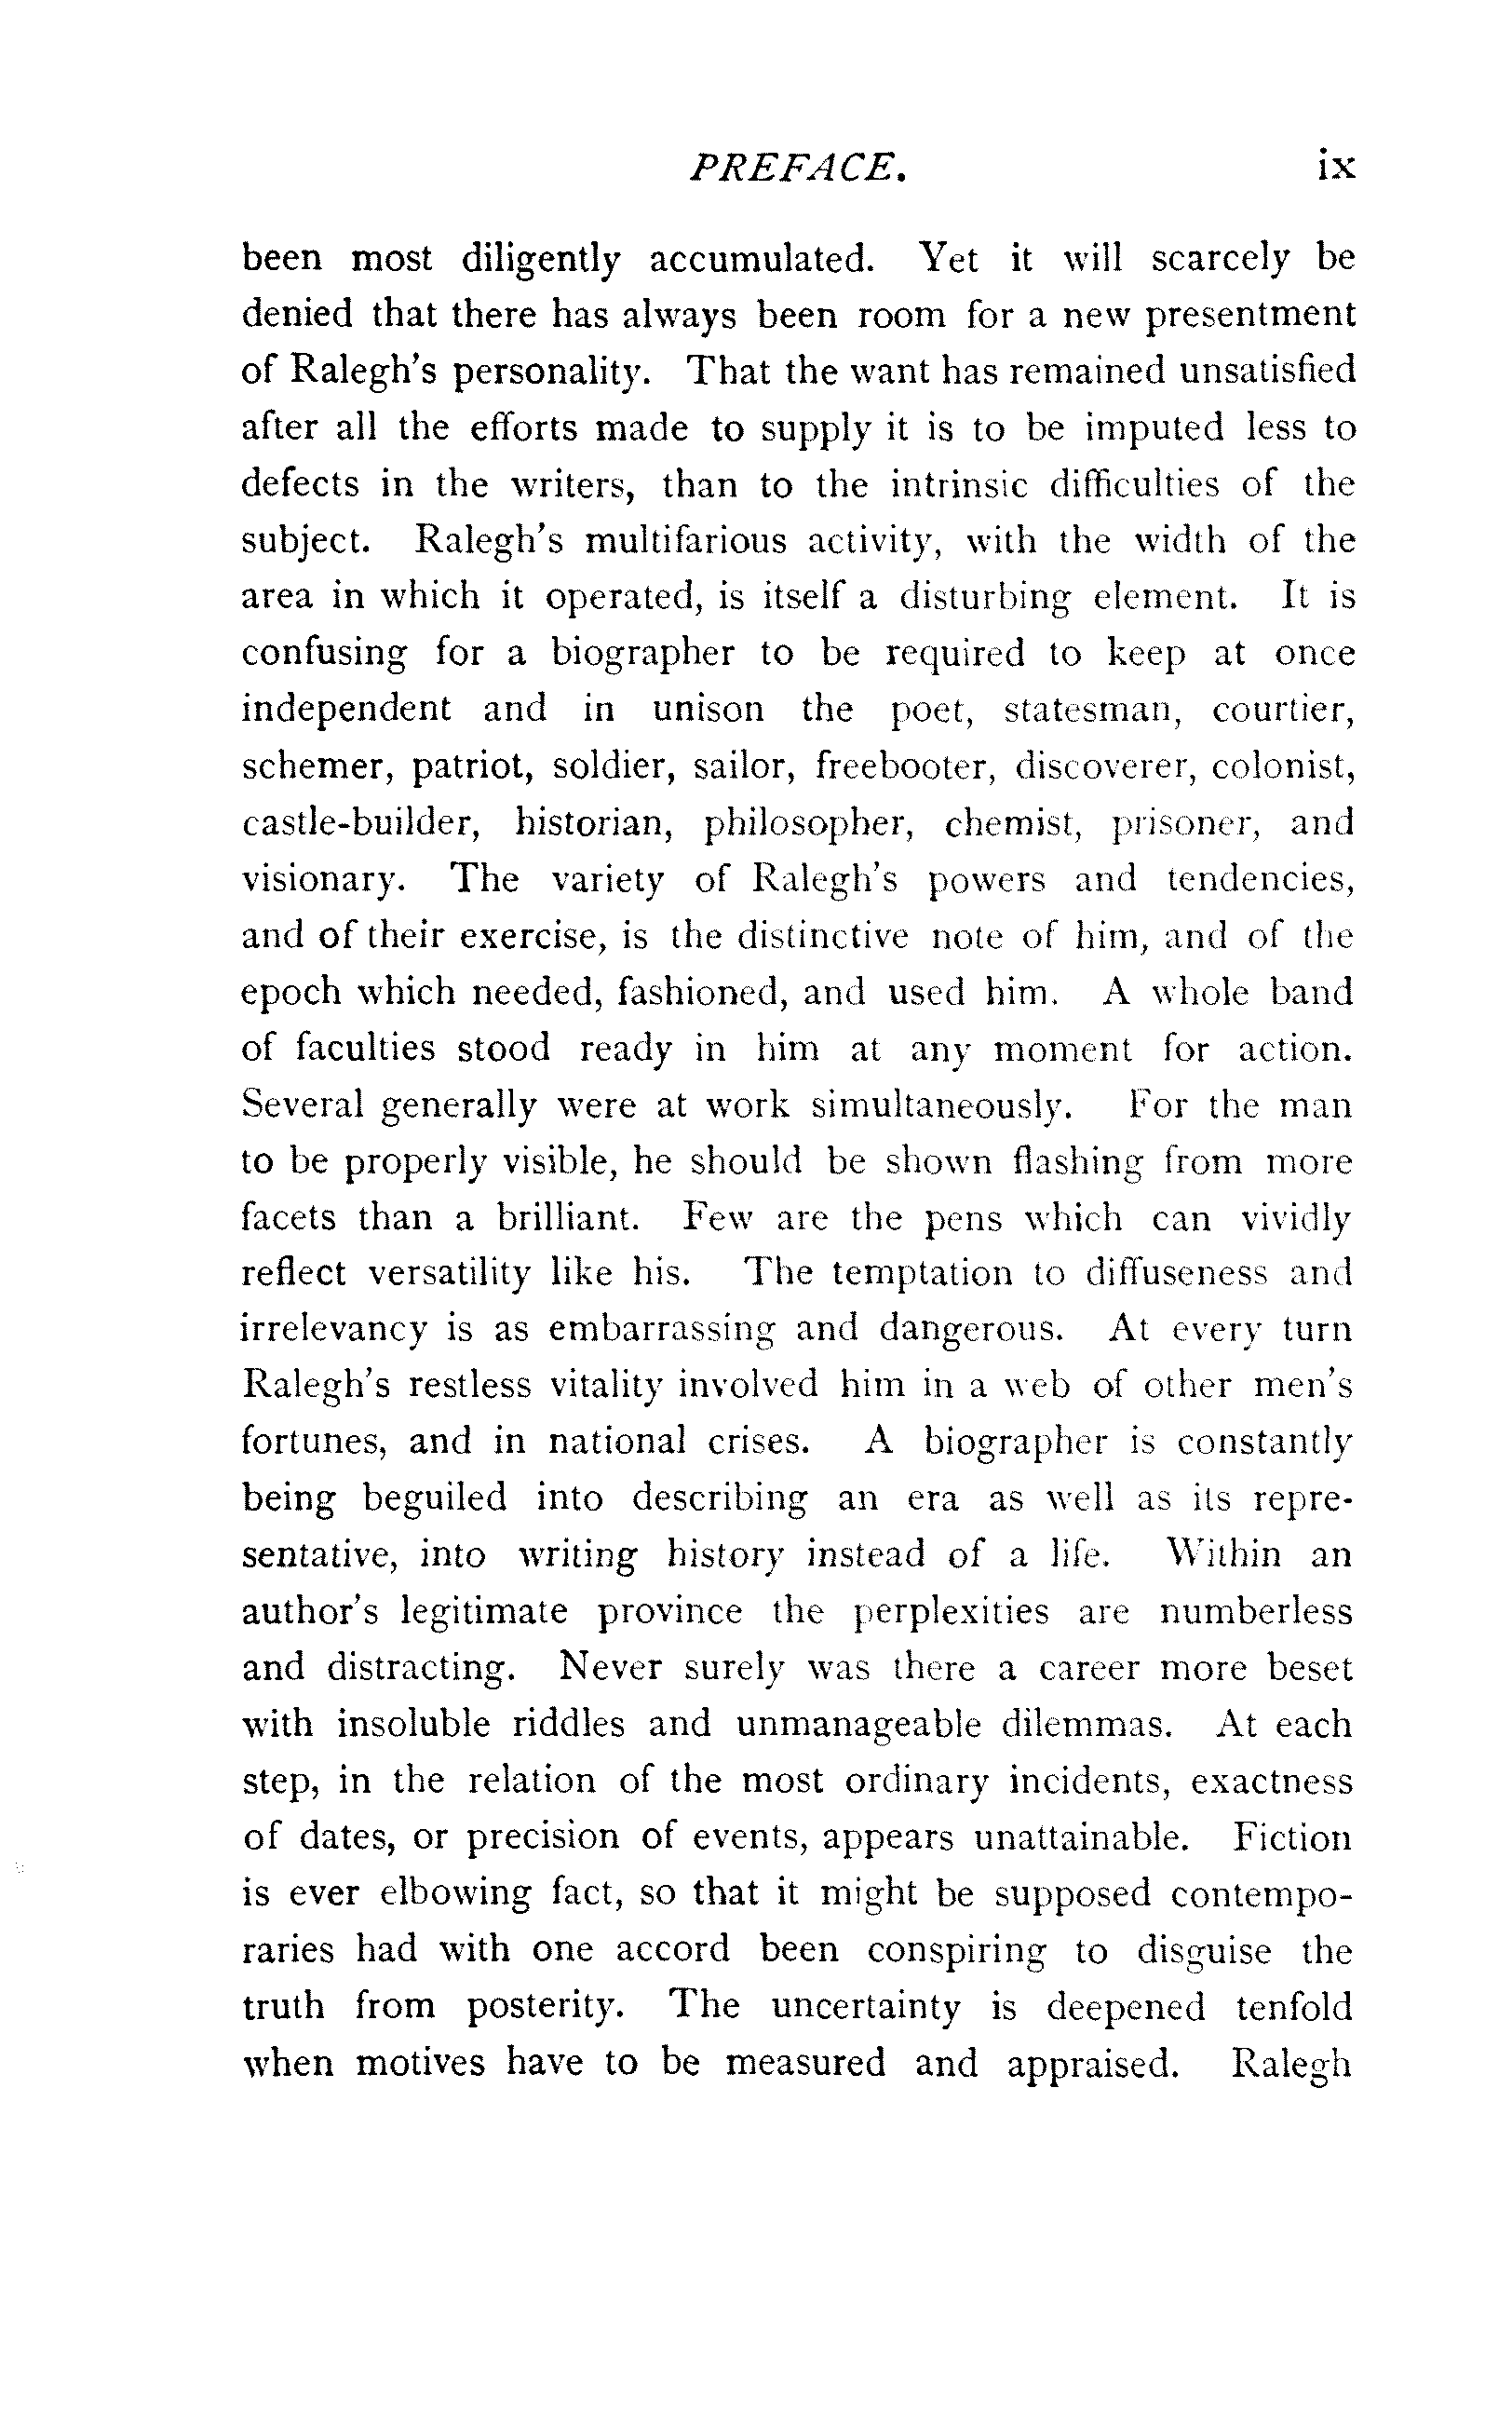 PREFACE. ix
been most diligently accumulated. Yet it will scarcely be
denied that there has always been room for a new presentment
of Ralegh's personality. That the want has remained unsatisfied
after all the efforts made to supply it is to be imputed less to
defects in the writers, than to the intrinsic difficulties of the
subject. Ralegh's multifarious activity, with the width of the
area in which it operated, is itself a disturbing element. It is
confusing for a biographer to be required to keep at once
independent and in unison the poet, statesman, courtier,
schemer, patriot, soldier, sailor, freebooter, discoverer, colonist,
castle-builder, historian, philosopher, chemist, prisoner, and
visionary. The variety of Ralegh's powers and tendencies,
and of their exercise, is the distinctive note of him, and of the
epoch which needed, fashioned, and used him. A whole band
of faculties stood ready in him at any moment for action.
Several generally were at work simultaneously. For the man
to be properly visible, he should be shown flashing from more
facets than a brilliant. Few are the pens which can vividly
reflect versatility like his. The temptation to diffuseness and
irrelevancy is as embarrassing and dangerous. At every turn
Ralegh's restless vitality involved him in a web of other men's
fortunes, and in national crises. A biographer is constantly
being beguiled into describing an era as well as its repre-
sentative, into writing history instead of a life. Within an
author's legitimate province the perplexities are numberless
and distracting. Never surely was there a career more beset
with insoluble riddles and unmanageable dilemmas. At each
step, in the relation of the most ordinary incidents, exactness
of dates, or precision of events, appears unattainable. Fiction
is ever elbowing fact, so that it might be supposed contempo-
raries had with one accord been conspiring to disguise the
truth from posterity. The uncertainty is deepened tenfold
when motives have to be measured and appraised. Ralegh